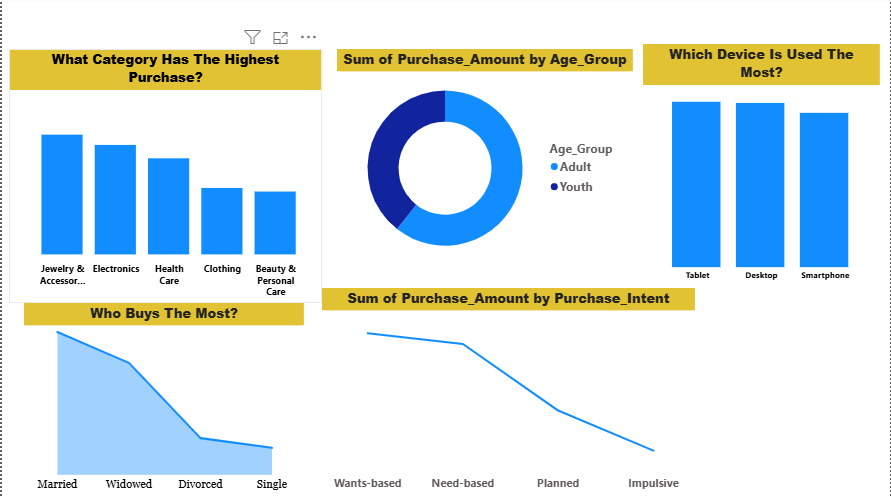 What Category Has The Highest
Purchase?
Jewelry &
Accessor...
Electronics
Health
Care
Clothing
Beauty &
Personal
Care
Sum of Purchase_Amount by Age_Group
Age_Group
Adult
Youth
Which Device Is Used The
Most?
Tablet
Desktop
Smartphone
Who Buys The Most?
Married
Widowed
Divorced
Single
Sum of Purchase_Amount by Purchase_Intent
Wants-based
Need-based
Planned
Impulsive